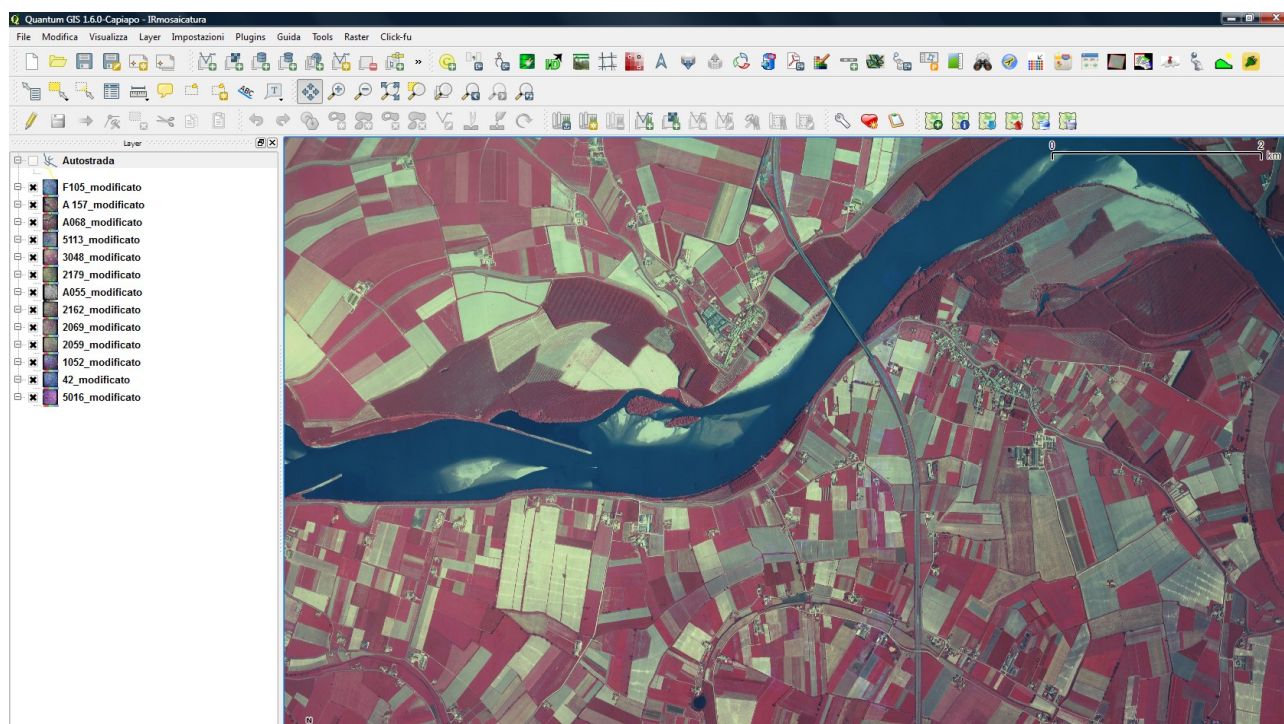 Quantum GIS 1.6.0-Capiapo - IRmosaicatura
File Modifica Visualizza Layer Impostazioni Plugins Guida Tools Raster Click-fu
Layer
Autostrada
F105_modificato
A 157_modificato
A068_modificato
5113_modificato
3048_modificato
2179_modificato
A055_modificato
2162_modificato
2069_modificato
2059_modificato
1052_modificato
42_modificato
5016_modificato
0 2
km